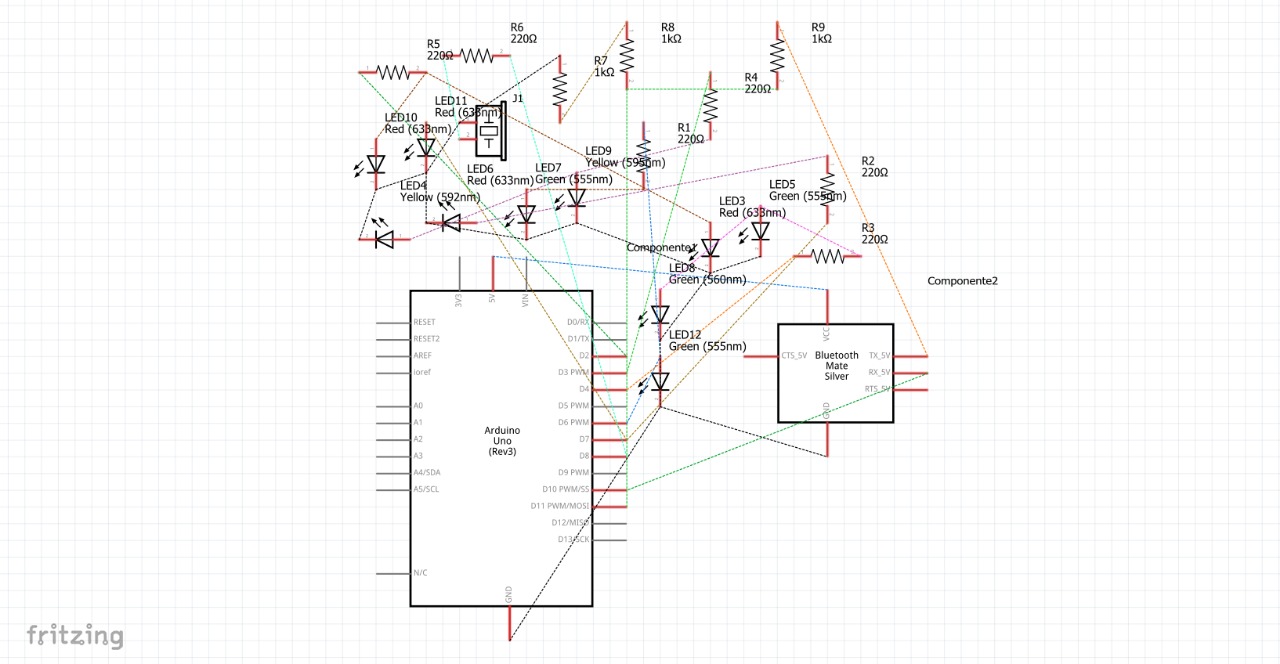 R6
220Ω
R8
1kΩ
R9
1kΩ
R5
220Ω
R7
1kΩ
R4
220Ω
LED11
Red (633nm)
J1
LED10
Red (633nm)
R1
220Ω
LED9
Yellow (595nm)
LED6
Red (633nm)
LED7
Green (555nm)
R2
220Ω
LED4
Yellow (592nm)
LED5
Green (555nm)
LED3
Red (633nm)
R3
220Ω
Componente1
LED8
Green (560nm)
Componente2
3V3
5V
VIN
RESET
RESET2
AREF
ioref
A0
A1
A2
A3
A4/SDA
A5/SCL
N/C
Arduino
Uno
(Rev3)
D0/RX
D1/TX
D2
D3 PWM
D4
D5 PWM
D6 PWM
D7
D8
D9 PWM
D10 PWM/SS
D11 PWM/MOSI
D12/MISO
D13/SCK
GND
LED12
Green (555nm)
VCC
CTS_5V
Bluetooth
Mate
Silver
TX_5V
RX_5V
RTS_5V
GND
fritzing